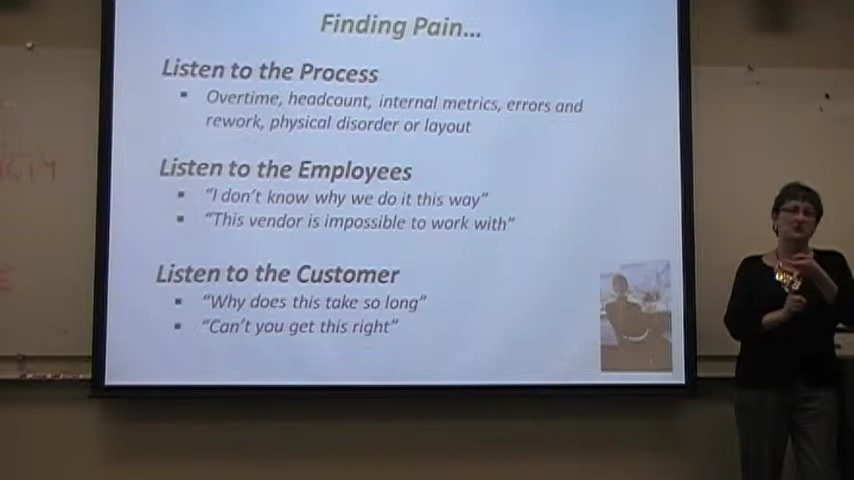 Finding Pain...
Listen to the Process
Overtime, headcount, internal metrics, errors and
rework, physical disorder or layout
Listen to the Employees
"I don't know why we do it this way"
"This vendor is impossible to work with"
Listen to the Customer
"Why does this take so long"
"Can't you get this right"